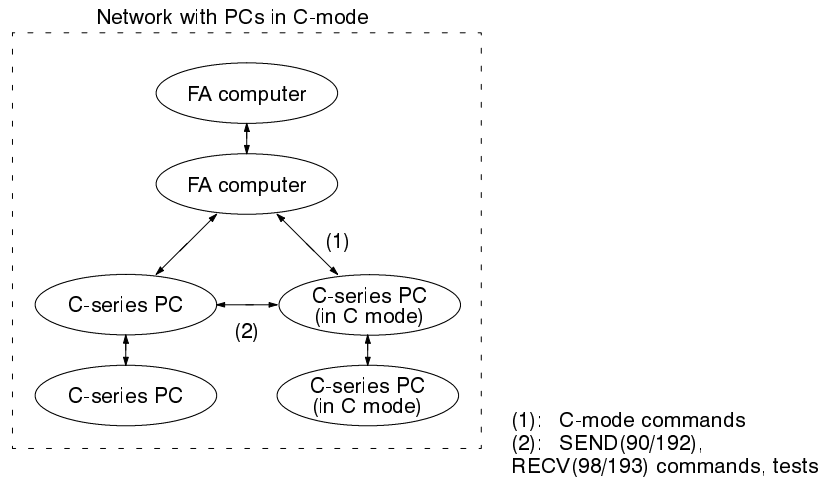 Network with PCs in C-mode
FA computer
FA computer
(1)
C-series PC
C-series PC
(in C mode)
(2)
C-series PC
C-series PC
(in C mode)
(1): C-mode commands
(2): SEND(90/192),
RECV(98/193) commands, tests